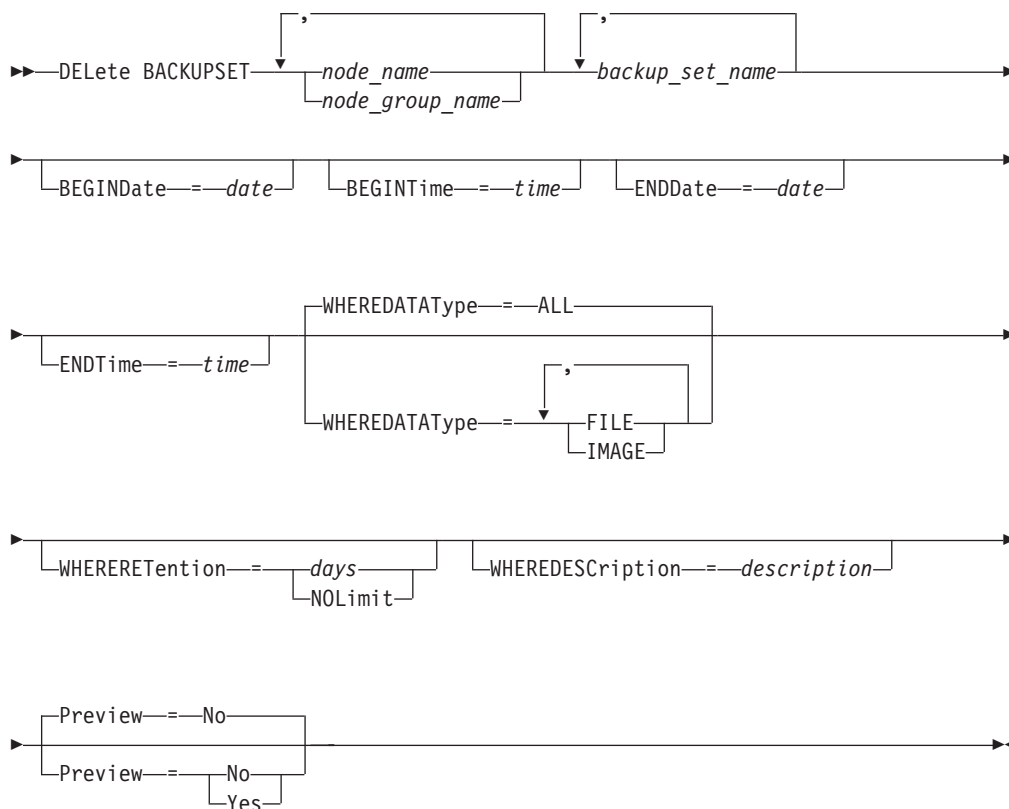 , ,
DELete BACKUPSET node_name backup_set_name
node_group_name
BEGINDate = date BEGINTime = time ENDDate = date
WHEREDATAType = ALL
ENDTime = time
,
WHEREDATAType = FILE
IMAGE
WHERERETention = days WHEREDESCription = description
NOLimit
Preview = No
Preview = No
Yes